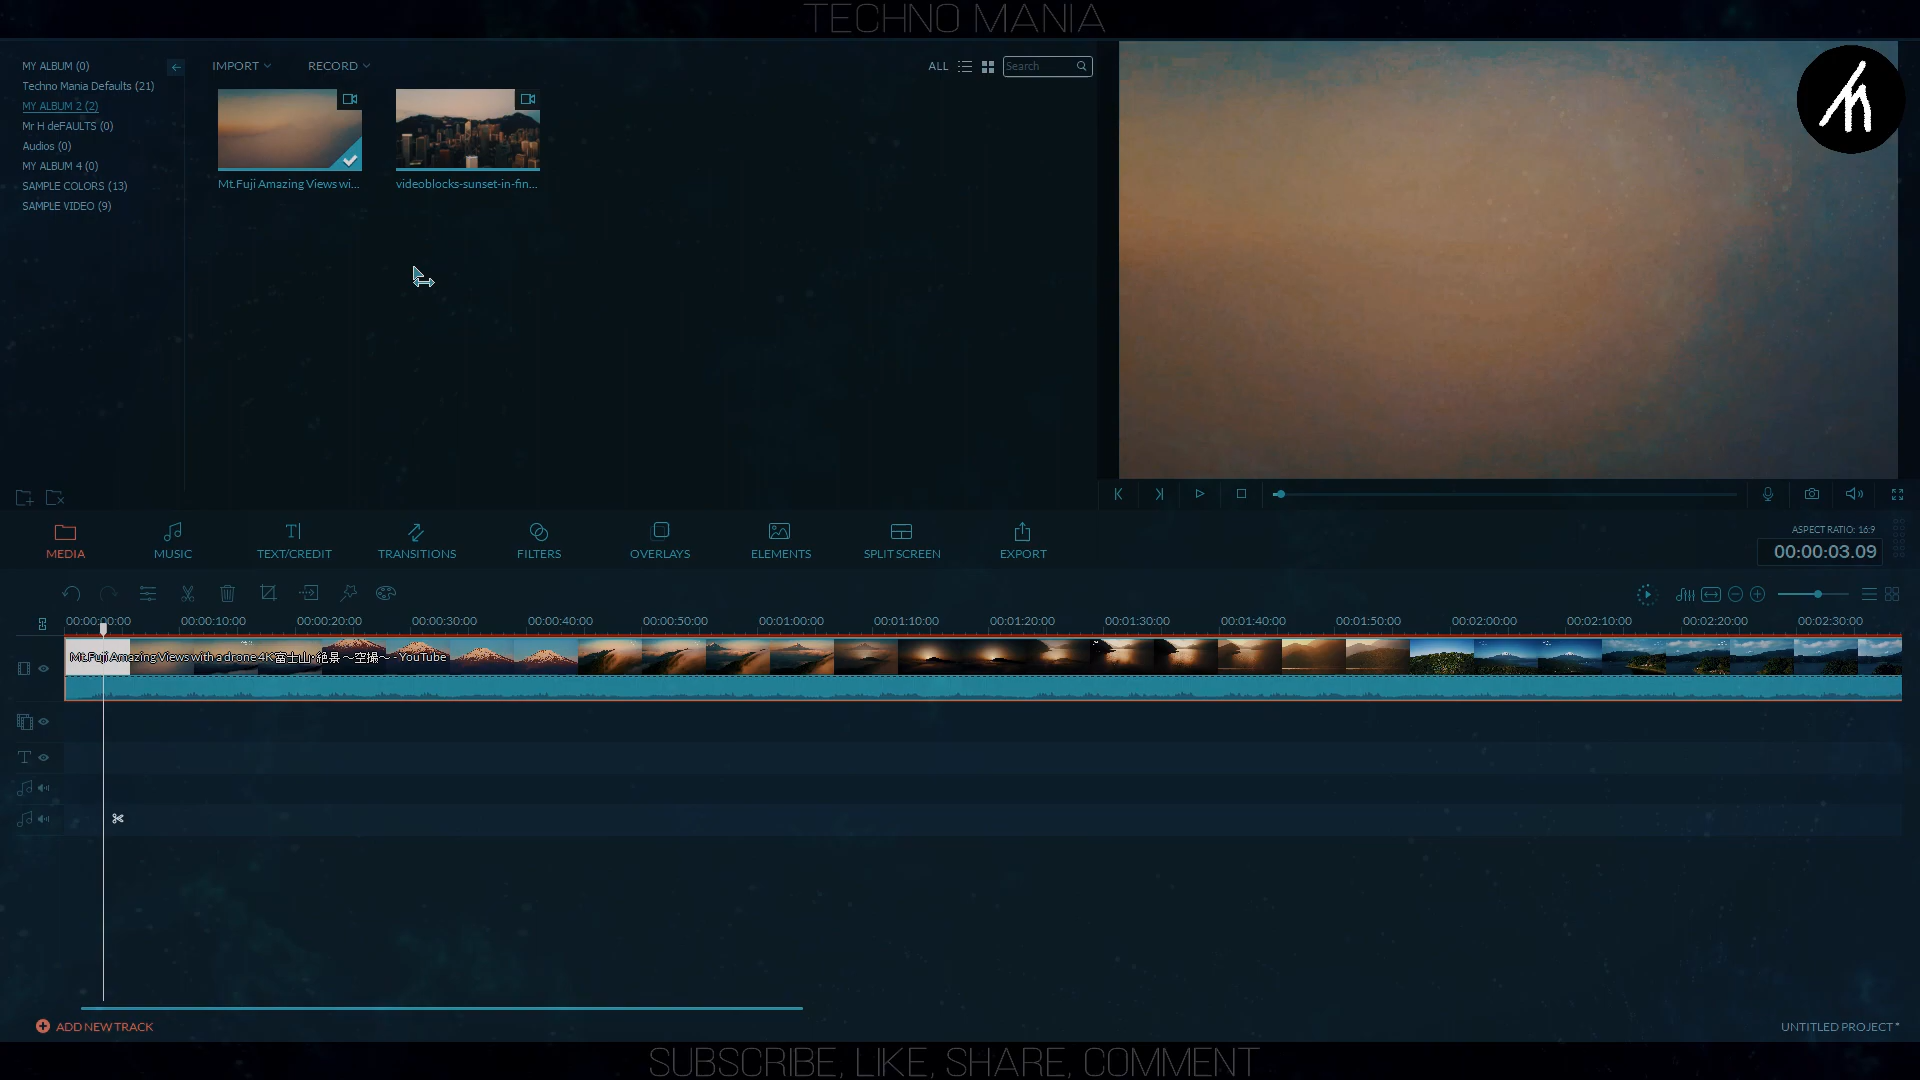 TECHNO MANIA
MY ALBUM (0)
Techno Mania Defaults (21)
MY ALBUM 2 (2)
Mr H deFAULTS (0)
Audios (0)
MY ALBUM 4 (0)
SAMPLE COLORS (13)
SAMPLE VIDEO (9)
IMPORT
RECORD
ALL
Search
Mt.Fuji Amazing Views wi...
videoblocks-sunset-in-fin...
MEDIA
MUSIC
TEXT/CREDIT
TRANSITIONS
FILTERS
OVERLAYS
ELEMENTS
SPLIT SCREEN
EXPORT
ASPECT RATIO: 16:9
00:00:03.09
00:00:00:00
00:00:10:00
00:00:20:00
00:00:30:00
00:00:40:00
00:00:50:00
00:01:00:00
00:01:10:00
00:01:20:00
00:01:30:00
00:01:40:00
00:01:50:00
00:02:00:00
00:02:10:00
00:02:20:00
00:02:30:00
Mt.Fuji Amazing Views with a drone 4K富士山･絶景 ～空撮～ - YouTube
ADD NEW TRACK
UNTITLED PROJECT *
SUBSCRIBE, LIKE, SHARE, COMMENT